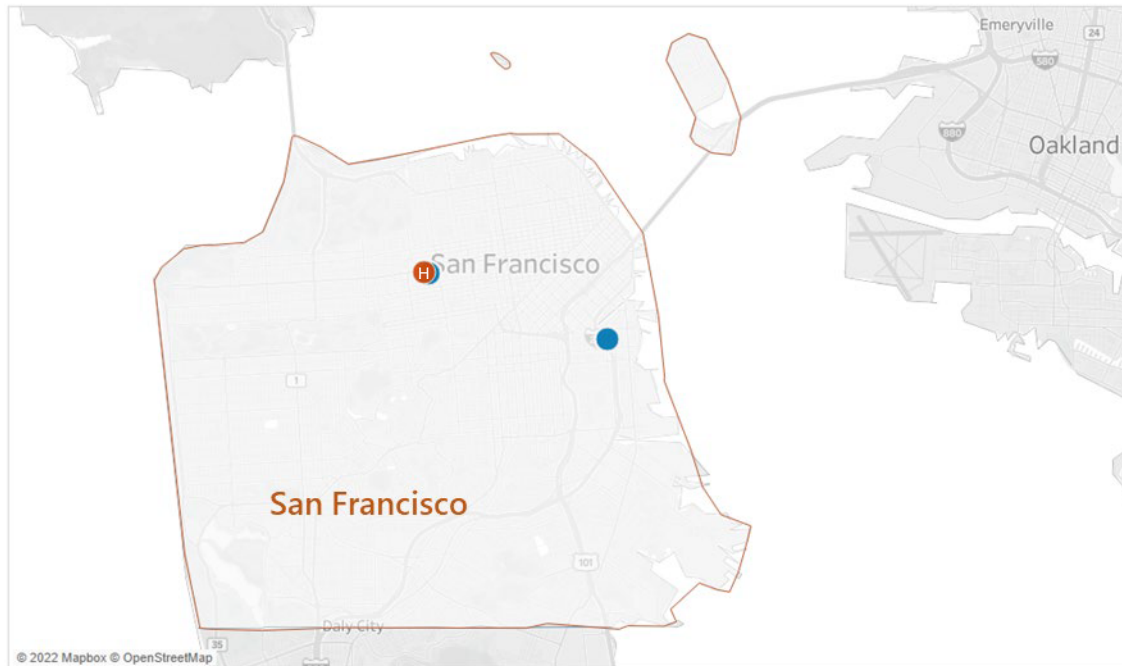 Emeryville
24
580
880
Oakland
San Francisco
H
1
San Francisco
101
Daly City
35
© 2022 Mapbox © OpenStreetMap